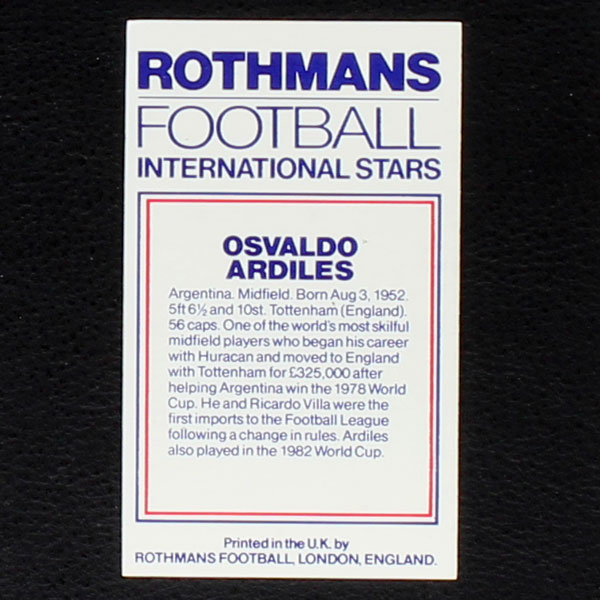 ROTHMANS
FOOTBALL
INTERNATIONAL STARS
OSVALDO
ARDILES
Argentina. Midfield. Born Aug 3, 1952.
5ft 6½ and 10st. Tottenham (England).
56 caps. One of the world's most skilful
midfield players who began his career
with Huracan and moved to England
with Tottenham for £325,000 after
helping Argentina win the 1978 World
Cup. He and Ricardo Villa were the
first imports to the Football League
following a change in rules. Ardiles
also played in the 1982 World Cup.
Printed in the U.K. by
ROTHMANS FOOTBALL, LONDON, ENGLAND.